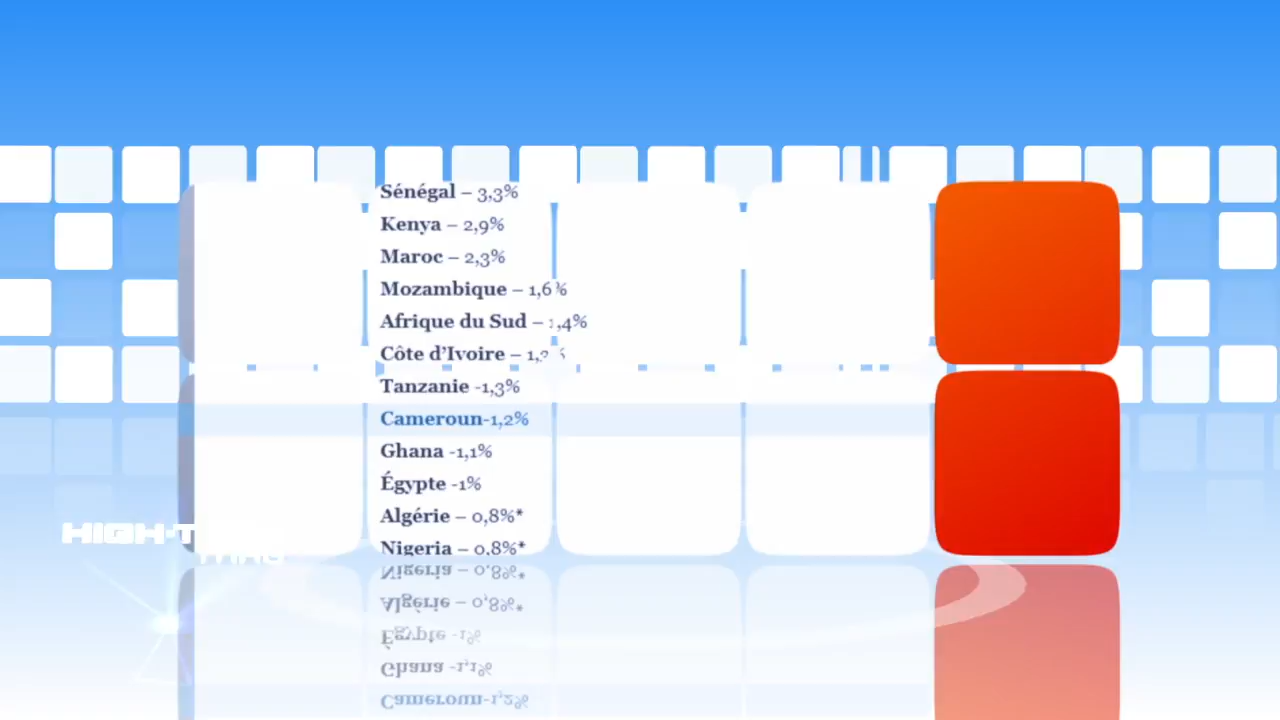 Sénégal – 3,3%
Kenya – 2,9%
Maroc – 2,3%
Mozambique – 1,6%
Afrique du Sud – 1,4%
Côte d'Ivoire –
Tanzanie -1,3%
Cameroun-1,2%
Ghana -1,1%
Égypte -1%
Algérie – 0,8%*
Nigeria – 0,8%*